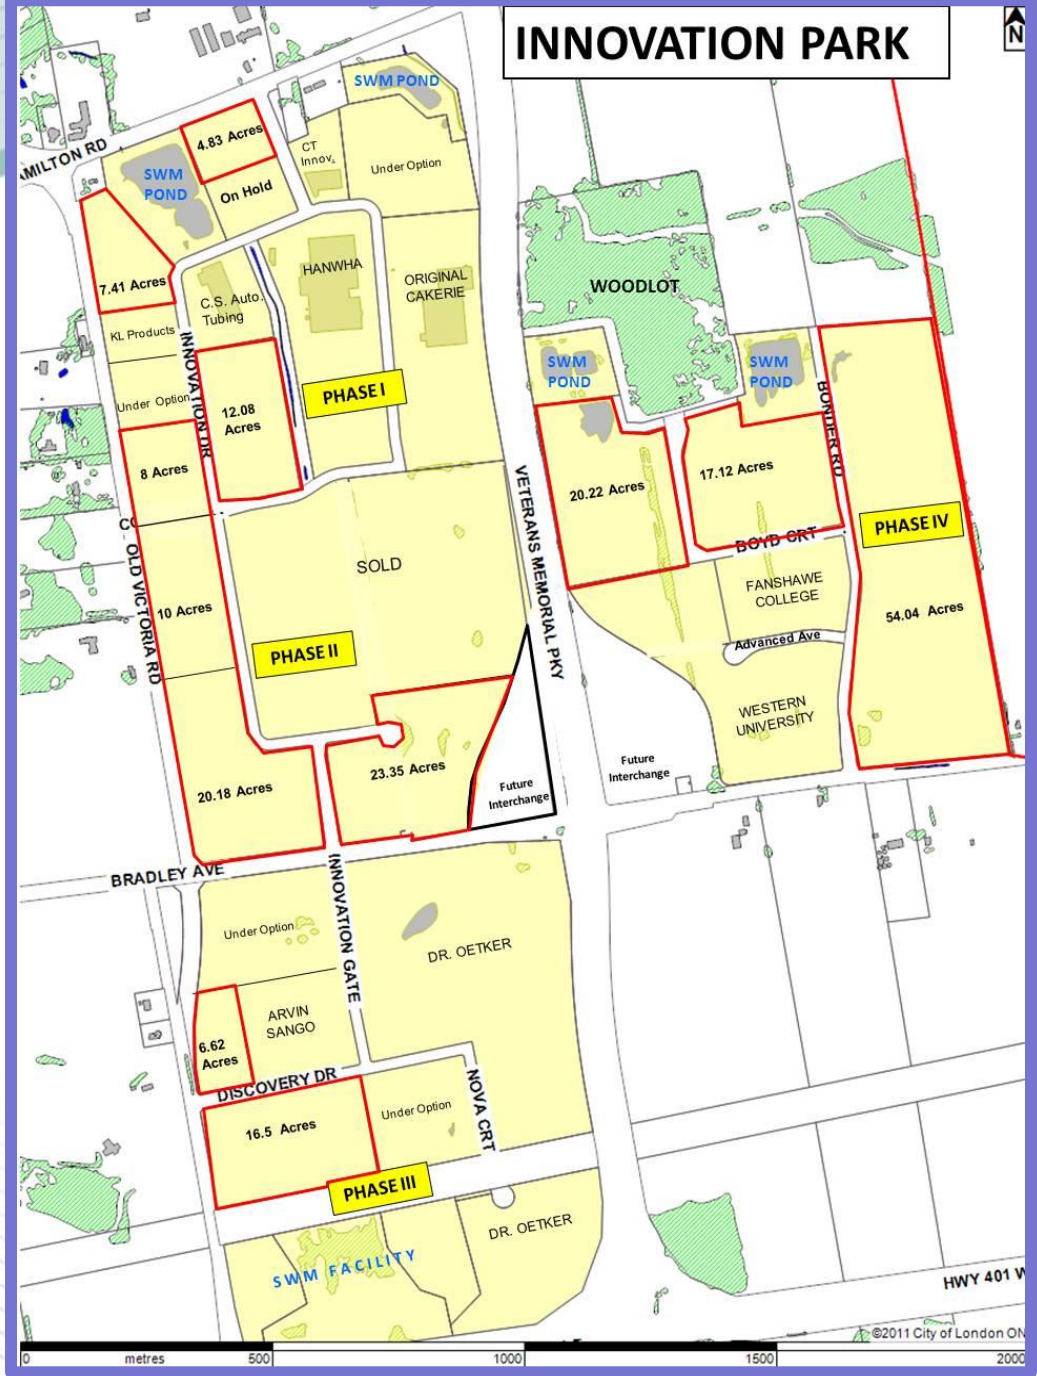 INNOVATION PARK
N
SWM POND
4.83 Acres
CT
Innov.
Under Option
SWM
POND
On Hold
7.41 Acres
HANWHA
ORIGINAL
CAKERIE
C.S. Auto.
Tubing
KL Products
INNOVATION DR
WOODLOT
PHASE I
SWM
POND
SWM
POND
Under Option
12.08
Acres
BONDER RD
8 Acres
17.12 Acres
20.22 Acres
VETERANS MEMORIAL PKY
PHASE IV
BOYD CRT
SOLD
OLD VICTORIA RD
FANSHAWE
COLLEGE
10 Acres
54.04 Acres
PHASE II
Advanced Ave
WESTERN
UNIVERSITY
23.35 Acres
Future
Interchange
20.18 Acres
Future
Interchange
BRADLEY AVE
INNOVATION GATE
Under Option
DR. OETKER
ARVIN
SANGO
6.62
Acres
DISCOVERY DR
NOVA CRT
Under Option
16.5 Acres
PHASE III
DR. OETKER
SWM FACILITY
HWY 401 W
©2011 City of London ON
0 metres 500 1000 1500 2000